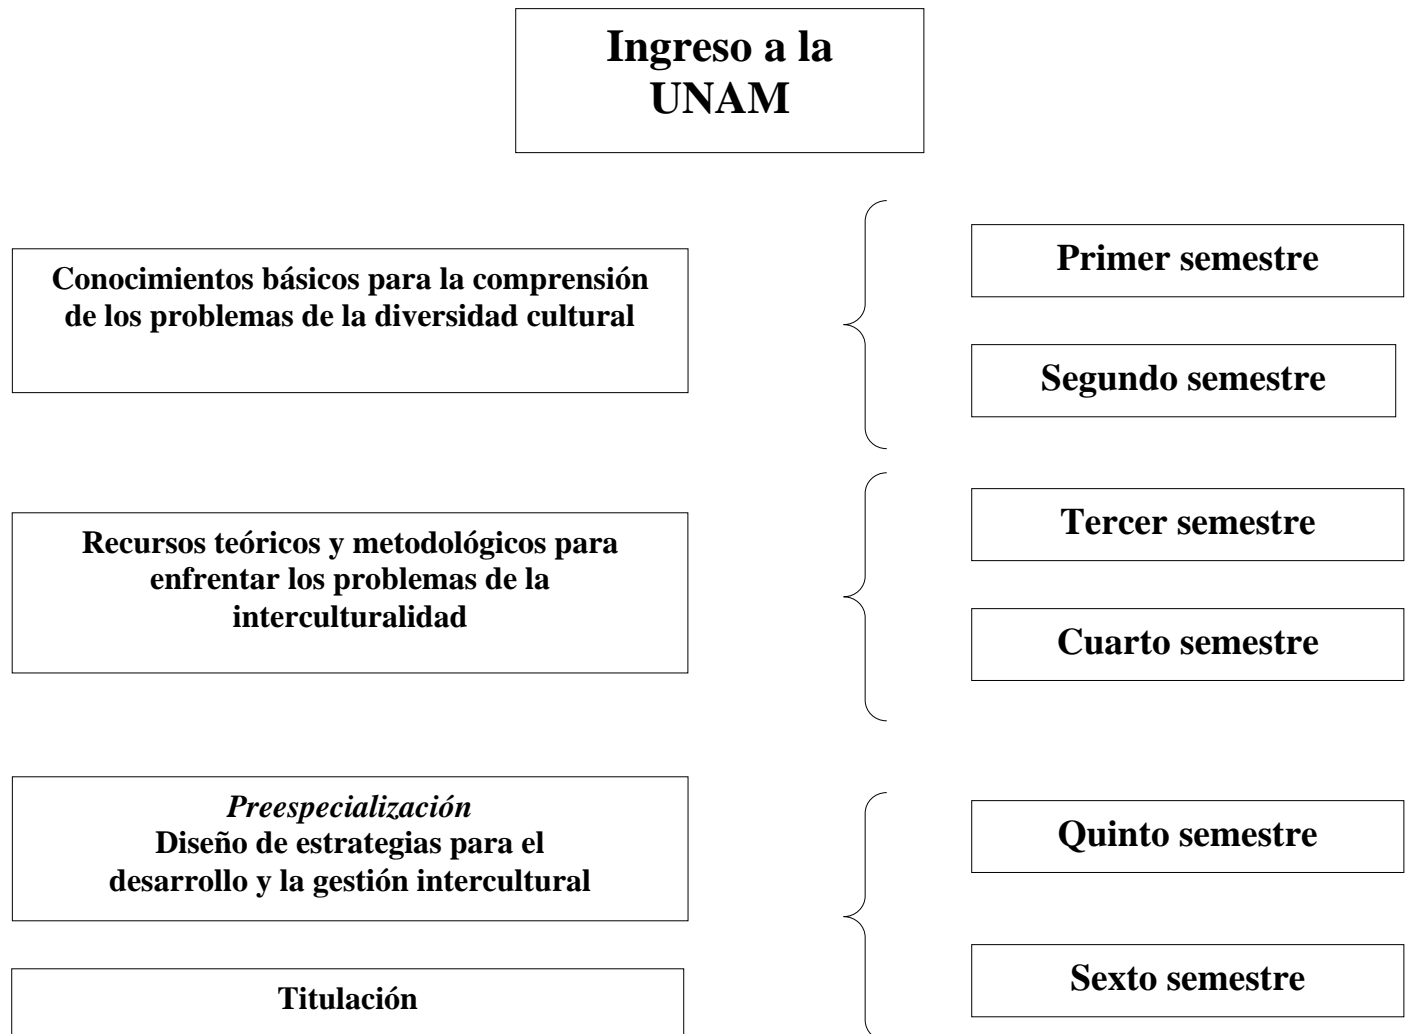 Ingreso a la
UNAM
Conocimientos básicos para la comprensión
de los problemas de la diversidad cultural
Primer semestre
Segundo semestre
Recursos teóricos y metodológicos para
enfrentar los problemas de la
interculturalidad
Tercer semestre
Cuarto semestre
Preespecialización
Diseño de estrategias para el
desarrollo y la gestión intercultural
Quinto semestre
Titulación
Sexto semestre